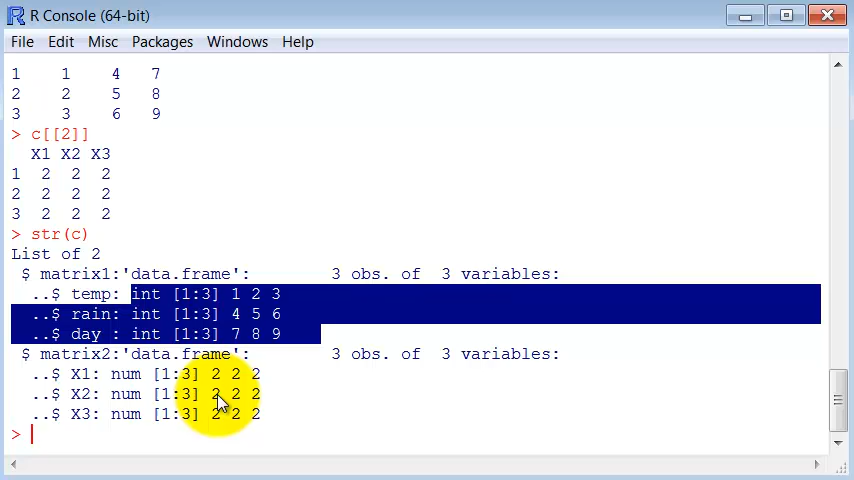 R Console (64-bit)
File Edit Misc Packages Windows Help
1 1 4 7
2 2 5 8
3 3 6 9
> c[[2]]
X1 X2 X3
1 2 2 2
2 2 2 2
3 2 2 2
> str(c)
List of 2
$ matrix1:'data.frame': 3 obs. of 3 variables:
..$ temp: int [1:3] 1 2 3
..$ rain: int [1:3] 4 5 6
..$ day : int [1:3] 7 8 9
$ matrix2:'data.frame': 3 obs. of 3 variables:
..$ X1: num [1:3] 2 2 2
..$ X2: num [1:3] 2 2 2
..$ X3: num [1:3] 2 2 2
>